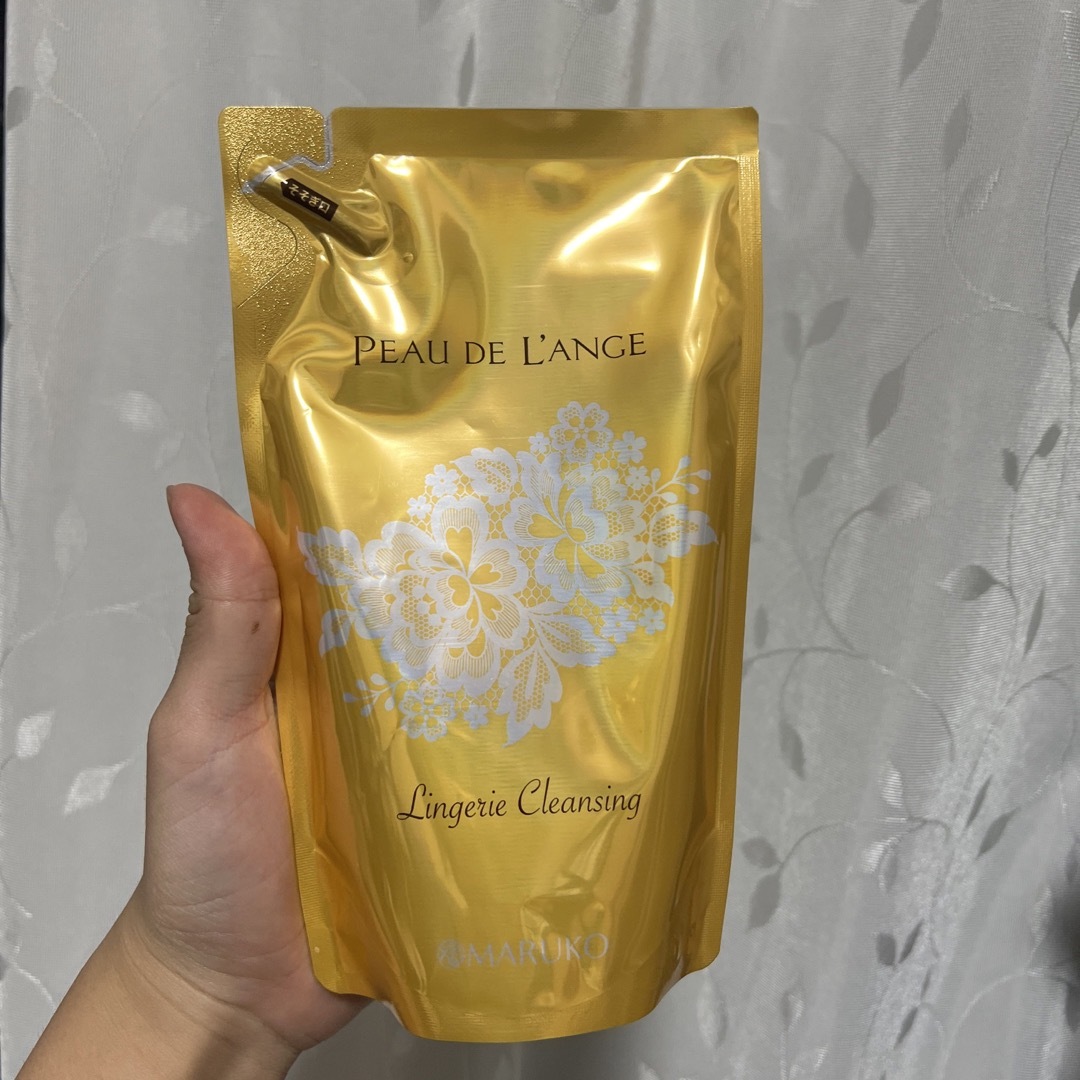 そそぎ口
PEAU DE L'ANGE
Lingerie Cleansing
MARUKO